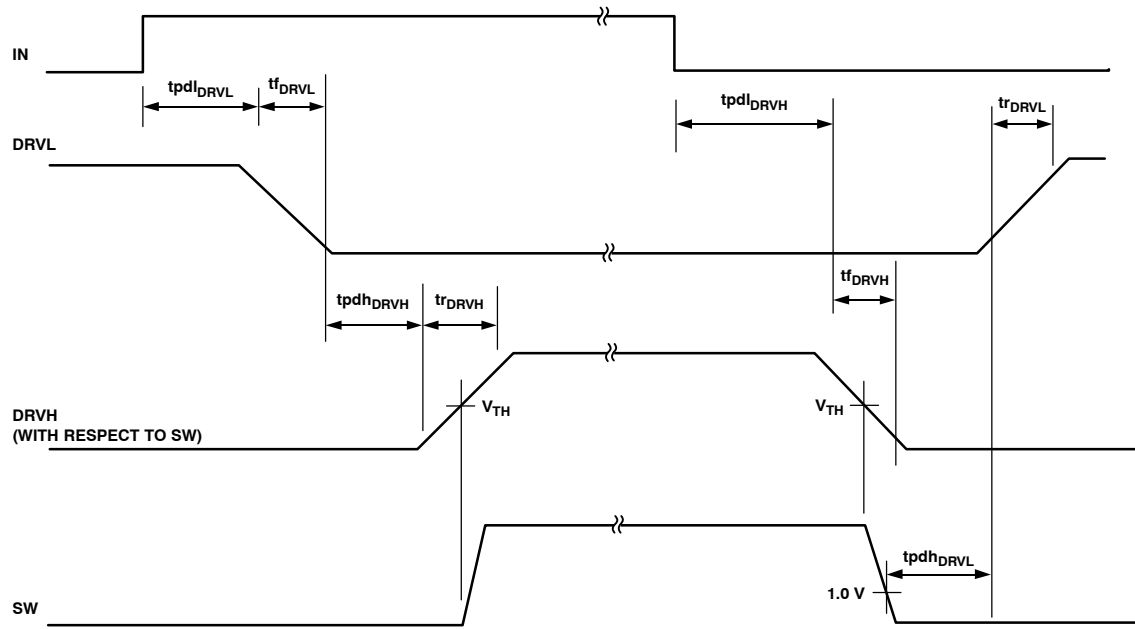 IN
tpdlDRVL
tfDRVL
tpdlDRVH
trDRVL
DRVL
tpdhDRVH
trDRVH
tfDRVH
VTH
VTH
DRVH
(WITH RESPECT TO SW)
tpdhDRVL
1.0 V
SW